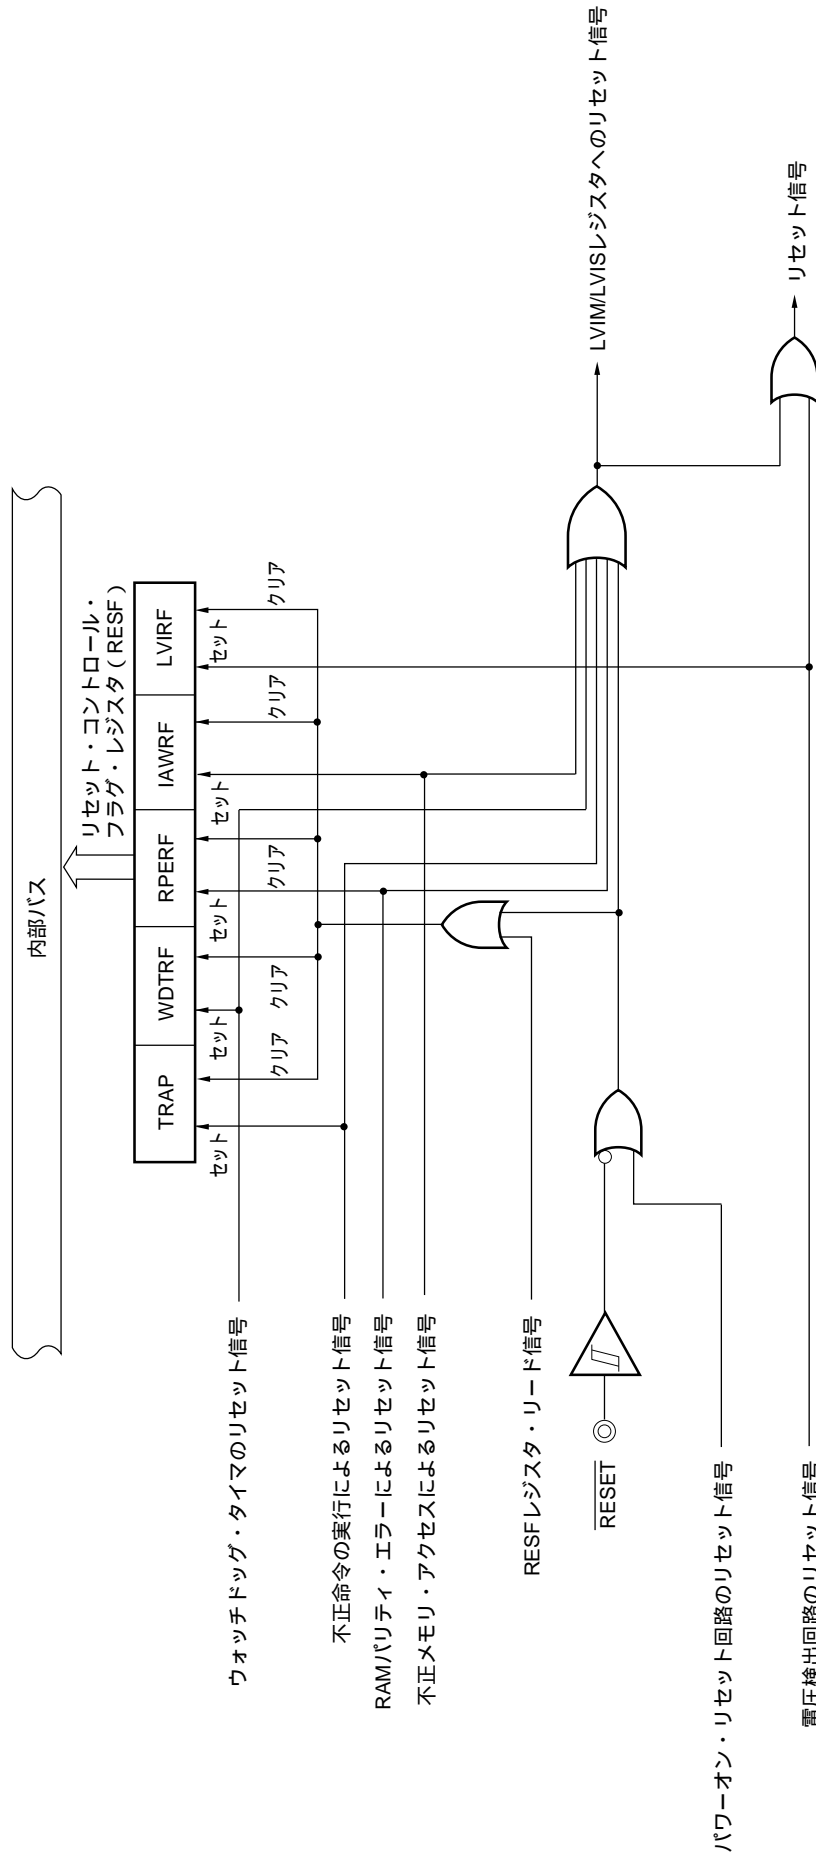 内部バス
リセット・コントロール・
フラグ・レジスタ（RESF）
TRAP
WDTRF
RPERF
IAWRF
LVIRF
セット
クリア
セット
クリア
セット
クリア
セット
クリア
セット
クリア
ウォッチドッグ・タイマのリセット信号
不正命令の実行によるリセット信号
RAMパリティ・エラーによるリセット信号
不正メモリ・アクセスによるリセット信号
RESFレジスタ・リード信号
RESET
パワーオン・リセット回路のリセット信号
電圧検出回路のリセット信号
LVIM/LVISレジスタへのリセット信号
リセット信号